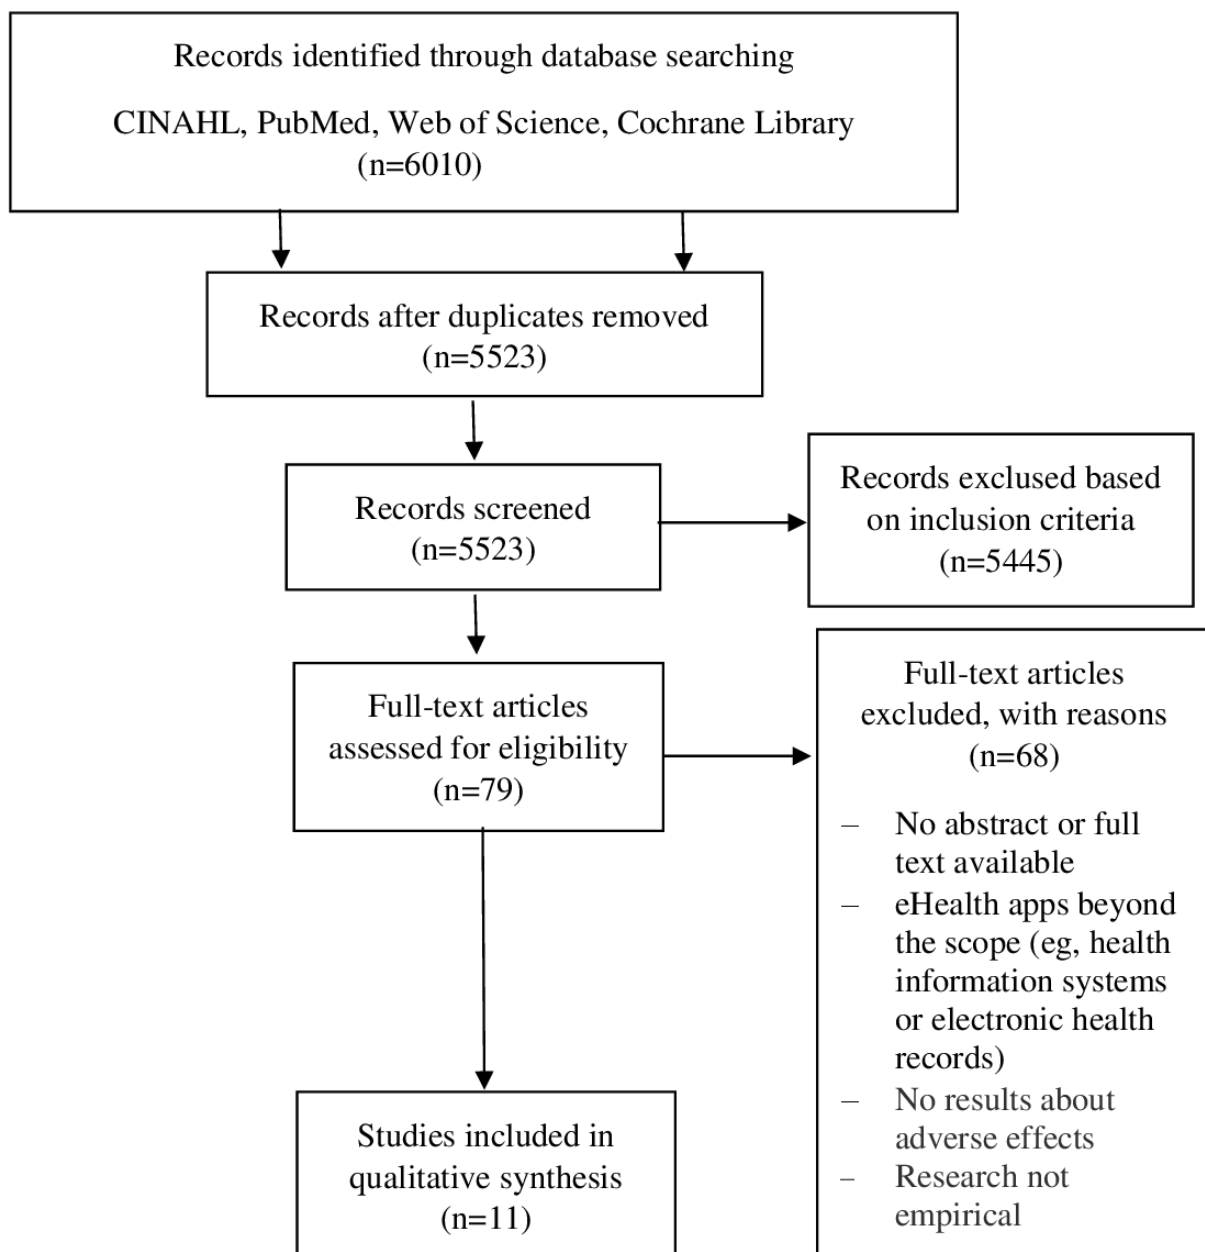 Records identified through database searching
CINAHL, PubMed, Web of Science, Cochrane Library
(n=6010)
Records after duplicates removed
(n=5523)
Records screened
(n=5523)
Records exclused based
on inclusion criteria
(n=5445)
Full-text articles
assessed for eligibility
(n=79)
Full-text articles
excluded, with reasons
(n=68)
– No abstract or full
text available
– eHealth apps beyond
the scope (eg, health
information systems
or electronic health
records)
– No results about
adverse effects
– Research not
empirical
Studies included in
qualitative synthesis
(n=11)